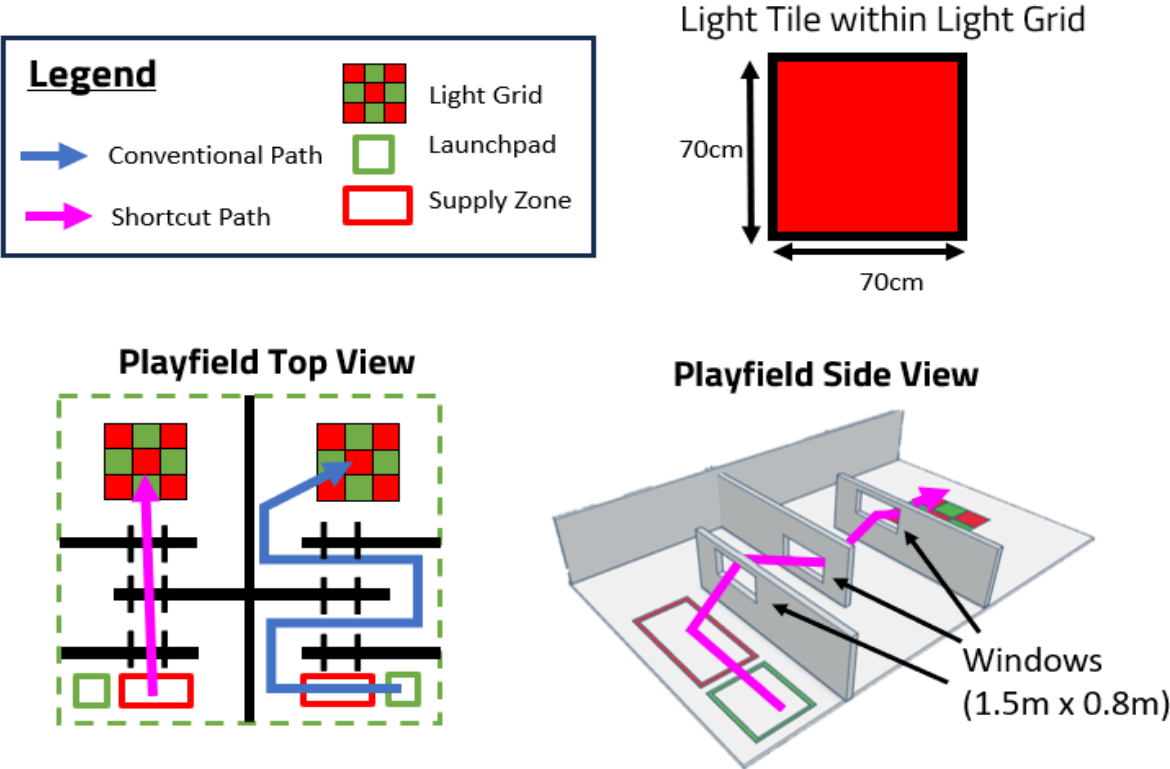 Light Tile within Light Grid
Legend
Light Grid
Conventional Path
Launchpad
Shortcut Path
Supply Zone
70cm
70cm
Playfield Top View
Playfield Side View
Windows
(1.5m x 0.8m)